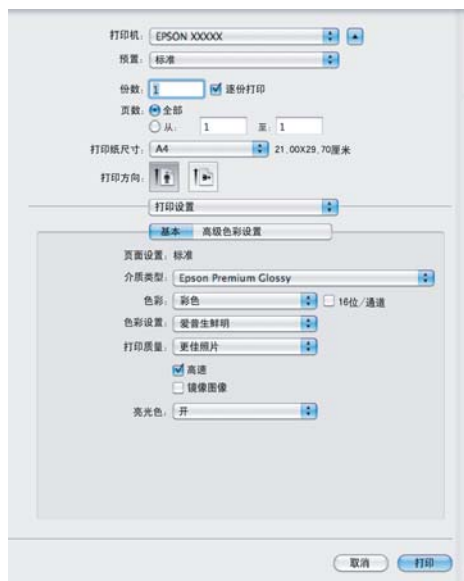 打印机: EPSON XXXXX
预置: 标准
份数: 1 逐份打印
页数: 全部
从: 1 至: 1
打印纸尺寸: A4 21.00X29.70厘米
打印方向:
打印设置
基本 高级色彩设置
页面设置: 标准
介质类型: Epson Premium Glossy
色彩: 彩色 16位/通道
色彩设置: 爱普生鲜明
打印质量: 更佳照片
高速
镜像图像
亮光色: 开
取消 打印